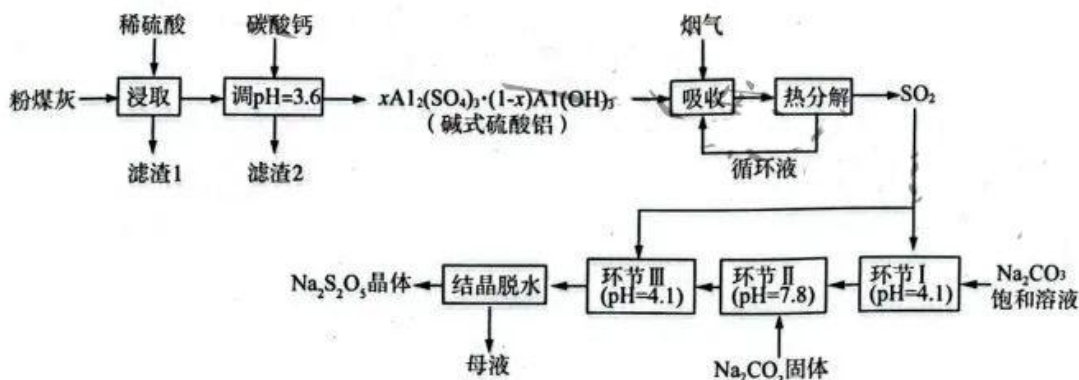 稀硫酸
碳酸钙
烟气
粉煤灰
浸取
调pH=3.6
xAl₂(SO₄)₃·(1-x)Al(OH)₃
(碱式硫酸铝)
吸收
热分解
SO₂
滤渣1
滤渣2
循环液
Na₂S₂O₅晶体
结晶脱水
环节Ⅲ
(pH=4.1)
环节Ⅱ
(pH=7.8)
环节Ⅰ
(pH=4.1)
Na₂CO₃
饱和溶液
母液
Na₂CO₃固体